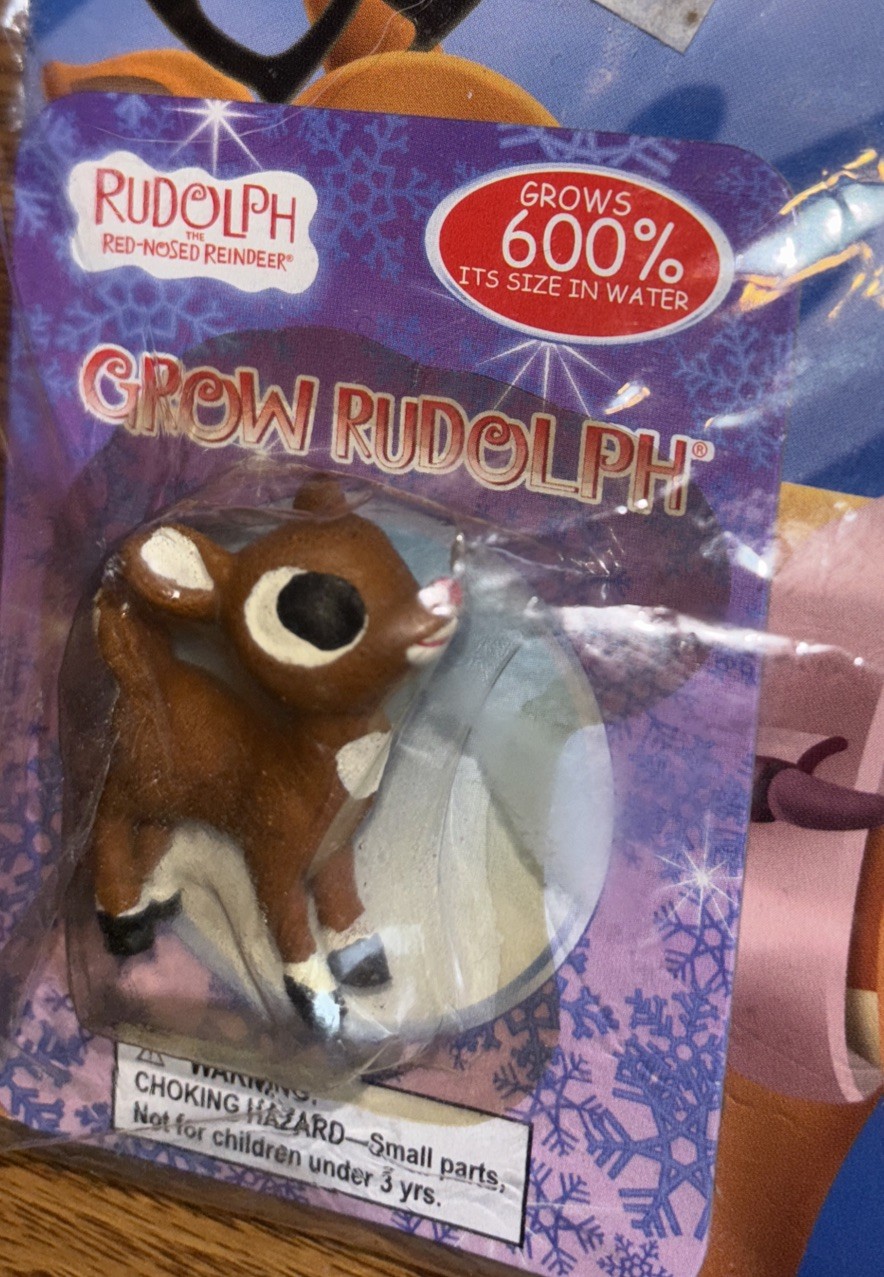 RUDOLPH
THE
RED-NOSED REINDEER®
GROWS
600%
ITS SIZE IN WATER
GROW RUDOLPH®
WARNING:
CHOKING HAZARD—Small parts,
Not for children under 3 yrs.